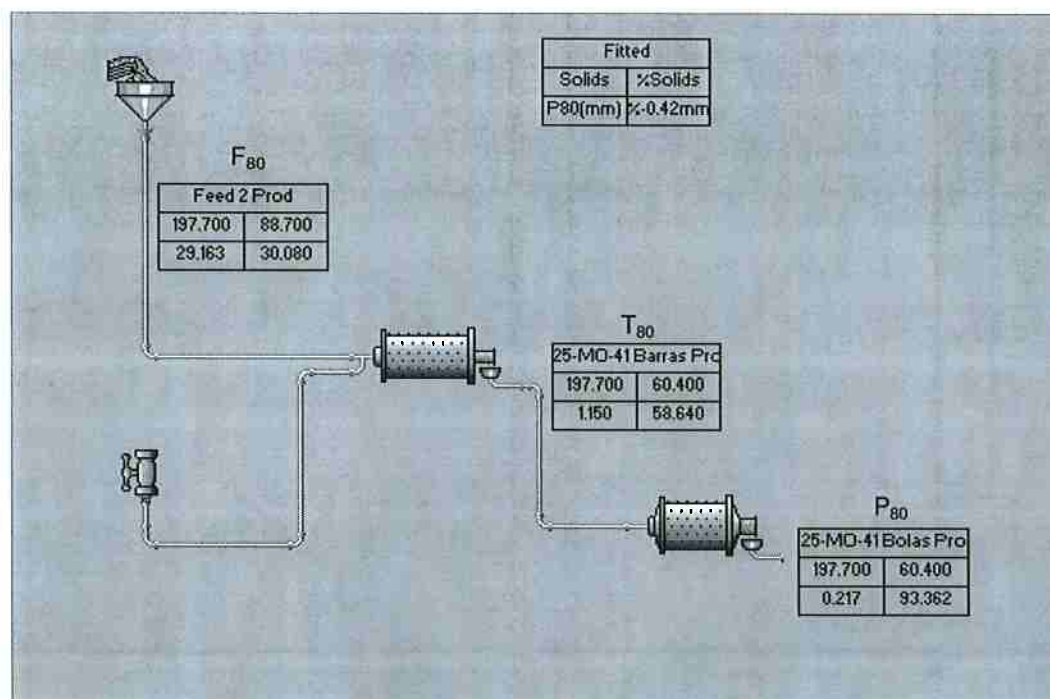 Fitted
Solids %Solids
P80(mm) %-0.42mm
F80
Feed 2 Prod
197.700 88.700
29.163 30.080
T80
25-MO-41 Barras Pro
197.700 60.400
1.150 58.640
P80
25-MO-41 Bolas Pro
197.700 60.400
0.217 93.362